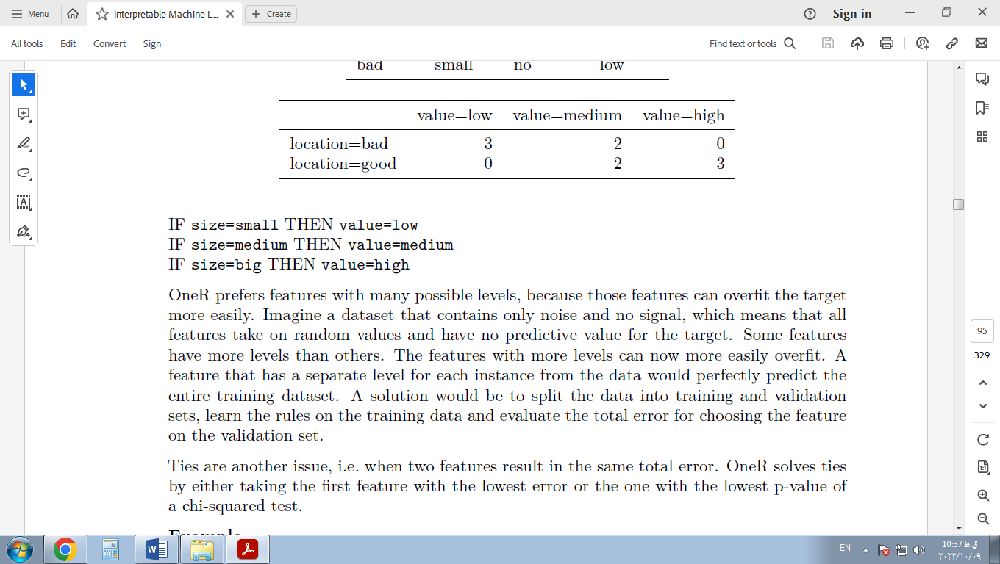 Menu
Interpretable Machine L...
Create
Sign in
All tools
Edit
Convert
Sign
Find text or tools
bad small no low
value=low value=medium value=high
location=bad 3 2 0
location=good 0 2 3
IF size=small THEN value=low
IF size=medium THEN value=medium
IF size=big THEN value=high
OneR prefers features with many possible levels, because those features can overfit the target
more easily. Imagine a dataset that contains only noise and no signal, which means that all
features take on random values and have no predictive value for the target. Some features
have more levels than others. The features with more levels can now more easily overfit. A
feature that has a separate level for each instance from the data would perfectly predict the
entire training dataset. A solution would be to split the data into training and validation
sets, learn the rules on the training data and evaluate the total error for choosing the feature
on the validation set.
Ties are another issue, i.e. when two features result in the same total error. OneR solves ties
by either taking the first feature with the lowest error or the one with the lowest p-value of
a chi-squared test.
Example
95
329
EN
10:37 ق.ظ
۲۰۲۳/۱۰/۰۹